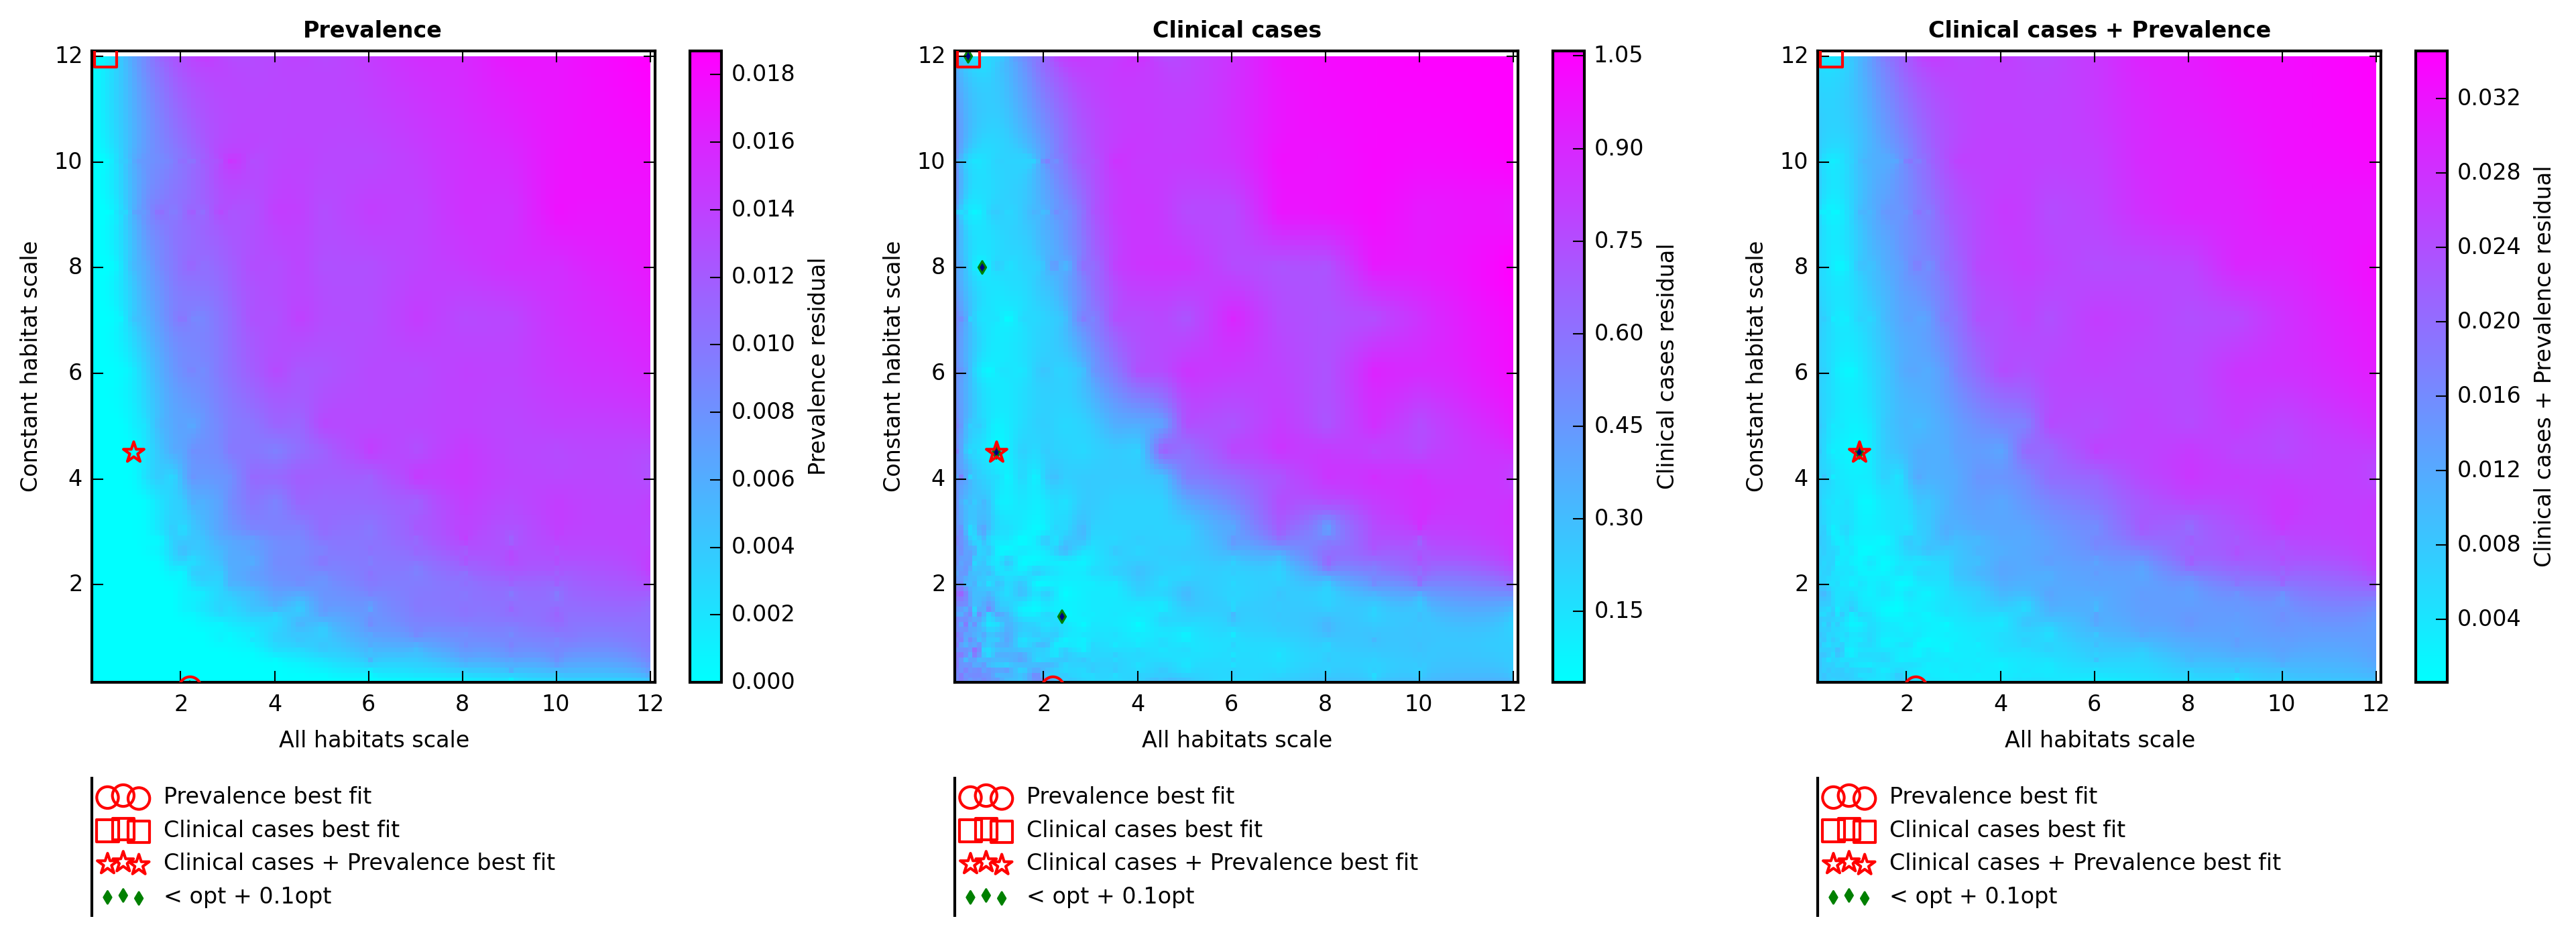 Prevalence
12
10
8
6
4
2
2 4 6 8 10 12
Constant habitat scale
All habitats scale
0.018
0.016
0.014
0.012
0.010
0.008
0.006
0.004
0.002
0.000
Prevalence residual
Prevalence best fit
Clinical cases best fit
Clinical cases + Prevalence best fit
< opt + 0.1opt
Clinical cases
12
10
8
6
4
2
2 4 6 8 10 12
Constant habitat scale
All habitats scale
1.05
0.90
0.75
0.60
0.45
0.30
0.15
Clinical cases residual
Prevalence best fit
Clinical cases best fit
Clinical cases + Prevalence best fit
< opt + 0.1opt
Clinical cases + Prevalence
12
10
8
6
4
2
2 4 6 8 10 12
Constant habitat scale
All habitats scale
0.032
0.028
0.024
0.020
0.016
0.012
0.008
0.004
Clinical cases + Prevalence residual
Prevalence best fit
Clinical cases best fit
Clinical cases + Prevalence best fit
< opt + 0.1opt